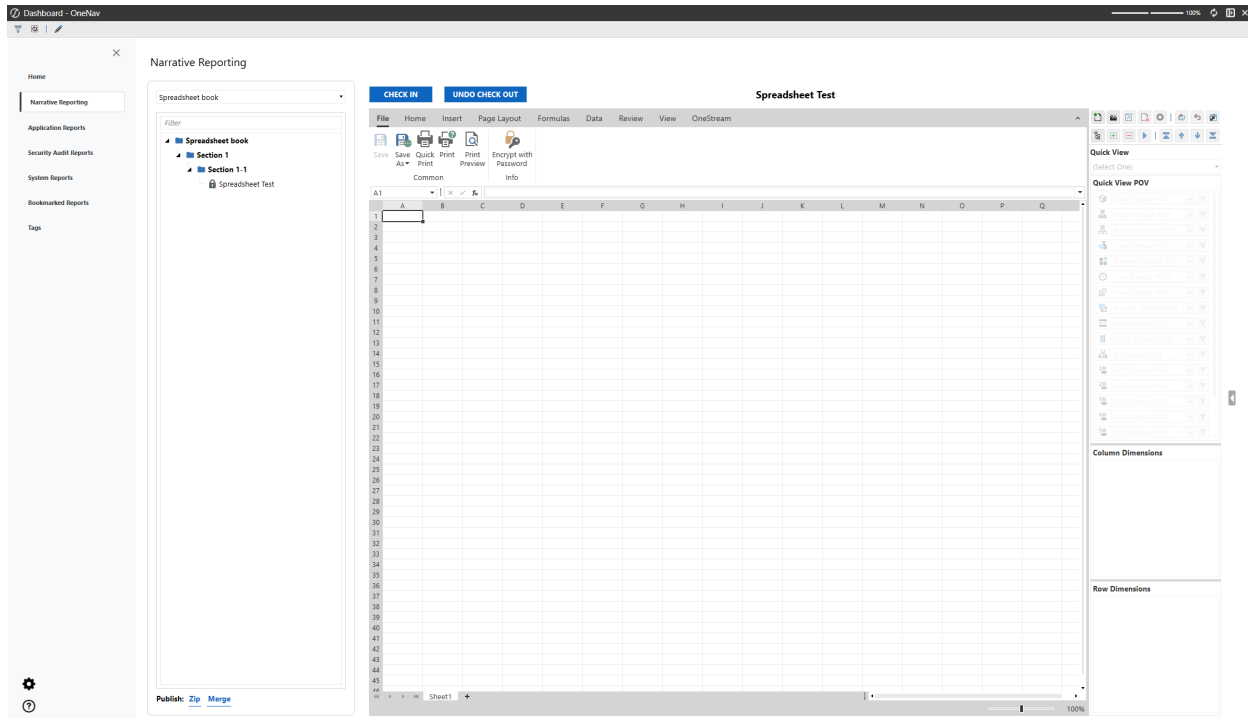 Dashboard - OneNav
100%
Narrative Reporting
Home
Narrative Reporting
Application Reports
Security Audit Reports
System Reports
Bookmarked Reports
Tags
Spreadsheet book
Filter
Spreadsheet book
Section 1
Section 1-1
Spreadsheet Test
Publish: Zip Merge
CHECK IN UNDO CHECK OUT Spreadsheet Test
File Home Insert Page Layout Formulas Data Review View OneStream
Save Save As Quick Print Print Print Preview Encrypt with Password
Common Info
A1 fx
A B C D E F G H I J K L M N O P Q
1
2
3
4
5
6
7
8
9
10
11
12
13
14
15
16
17
18
19
20
21
22
23
24
25
26
27
28
29
30
31
32
33
34
35
36
37
38
39
40
41
42
43
44
45
Sheet1 +
100%
Quick View
(Select One)
Quick View POV
Column Dimensions
Row Dimensions